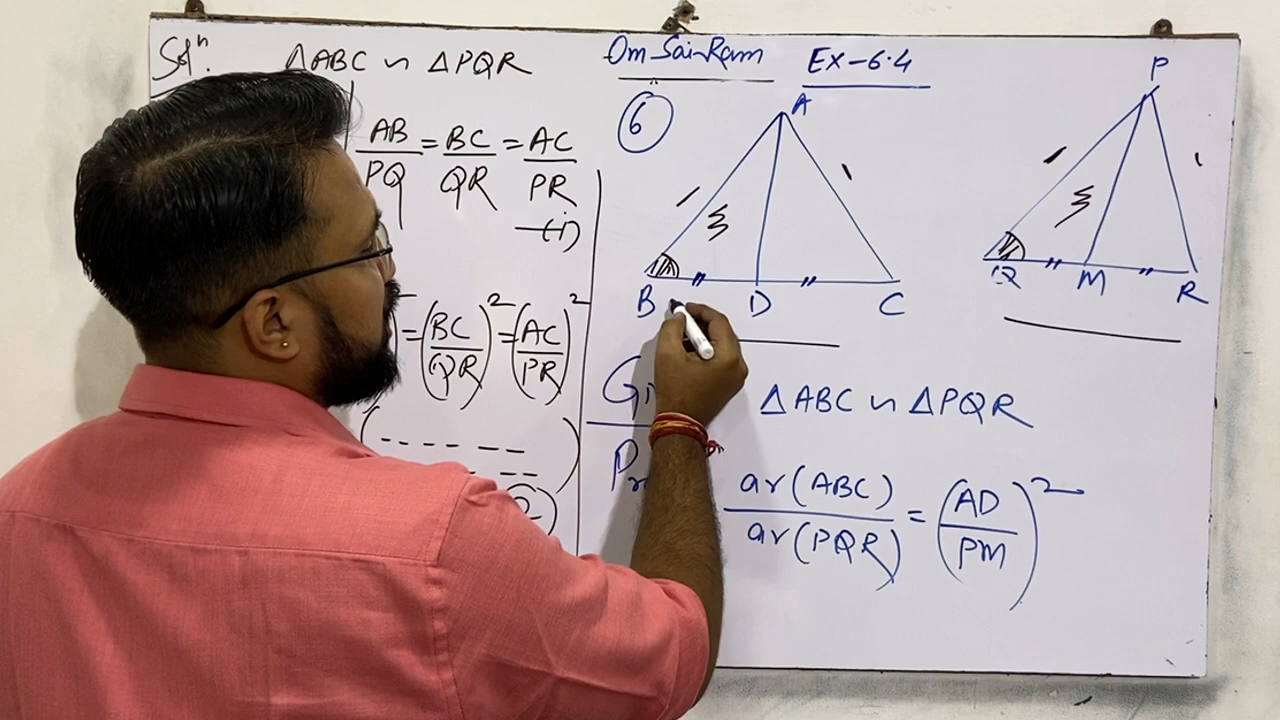 Solⁿ.
△ABC ∽ △PQR
AB/PQ = BC/QR = AC/PR
—(i)
= (BC/QR)² = (AC/PR)²
Om Sai Ram
Ex-6.4
6
A
B D C
P
Q M R
△ABC ∽ △PQR
ar(ABC)/ar(PQR) = (AD/PM)²